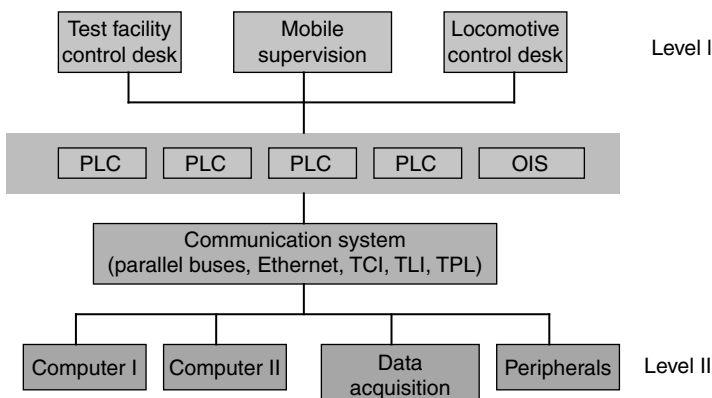 Test facility
control desk
Mobile
supervision
Locomotive
control desk
Level I
PLC
PLC
PLC
PLC
OIS
Communication system
(parallel buses, Ethernet, TCI, TLI, TPL)
Computer I
Computer II
Data
acquisition
Peripherals
Level II